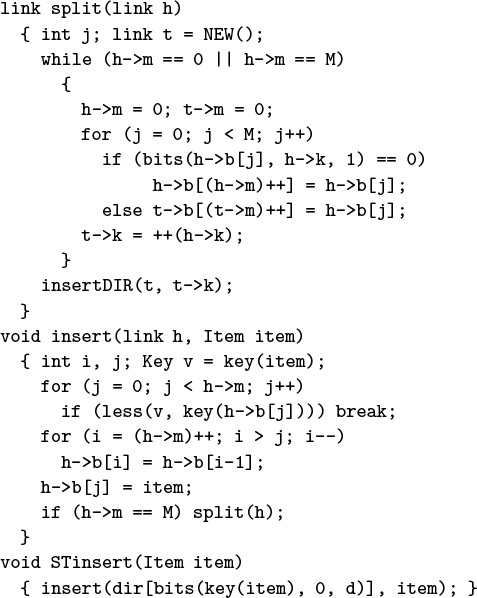 link split(link h)
  { int j; link t = NEW();
    while (h->m == 0 || h->m == M)
      {
        h->m = 0; t->m = 0;
        for (j = 0; j < M; j++)
          if (bits(h->b[j], h->k, 1) == 0)
               h->b[(h->m)++] = h->b[j];
          else t->b[(t->m)++] = h->b[j];
        t->k = ++(h->k);
      }
    insertDIR(t, t->k);
  }
void insert(link h, Item item)
  { int i, j; Key v = key(item);
    for (j = 0; j < h->m; j++)
      if (less(v, key(h->b[j]))) break;
    for (i = (h->m)++; i > j; i--)
      h->b[i] = h->b[i-1];
    h->b[j] = item;
    if (h->m == M) split(h);
  }
void STinsert(Item item)
  { insert(dir[bits(key(item), 0, d)], item); }